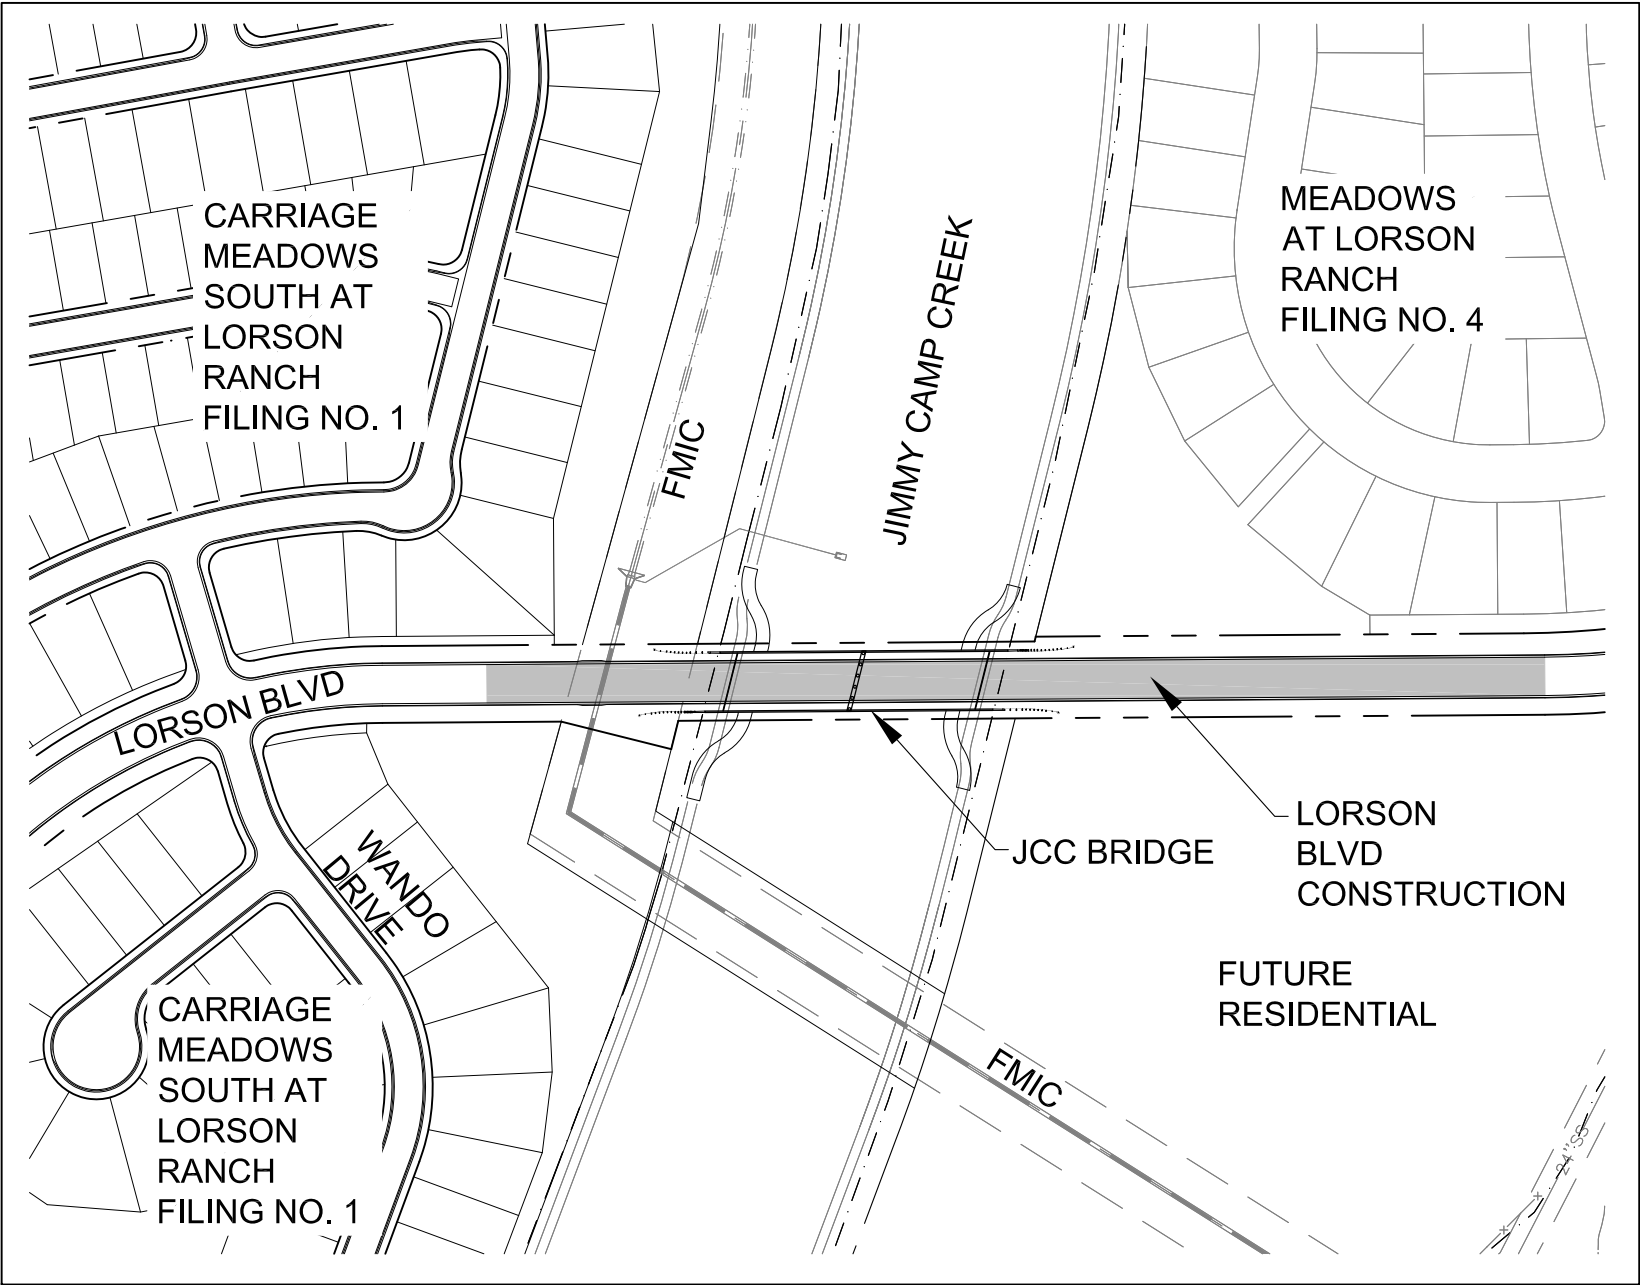 CARRIAGE
MEADOWS
SOUTH AT
LORSON
RANCH
FILING NO. 1
MEADOWS
AT LORSON
RANCH
FILING NO. 4
FMIC
JIMMY CAMP CREEK
LORSON BLVD
WANDO
DRIVE
JCC BRIDGE
LORSON
BLVD
CONSTRUCTION
FUTURE
RESIDENTIAL
CARRIAGE
MEADOWS
SOUTH AT
LORSON
RANCH
FILING NO. 1
FMIC
24"SS